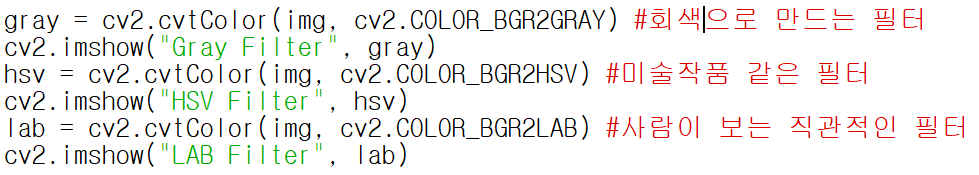 gray = cv2.cvtColor(img, cv2.COLOR_BGR2GRAY) #회색으로 만드는 필터
cv2.imshow("Gray Filter", gray)
hsv = cv2.cvtColor(img, cv2.COLOR_BGR2HSV) #미술작품 같은 필터
cv2.imshow("HSV Filter", hsv)
lab = cv2.cvtColor(img, cv2.COLOR_BGR2LAB) #사람이 보는 직관적인 필터
cv2.imshow("LAB Filter", lab)